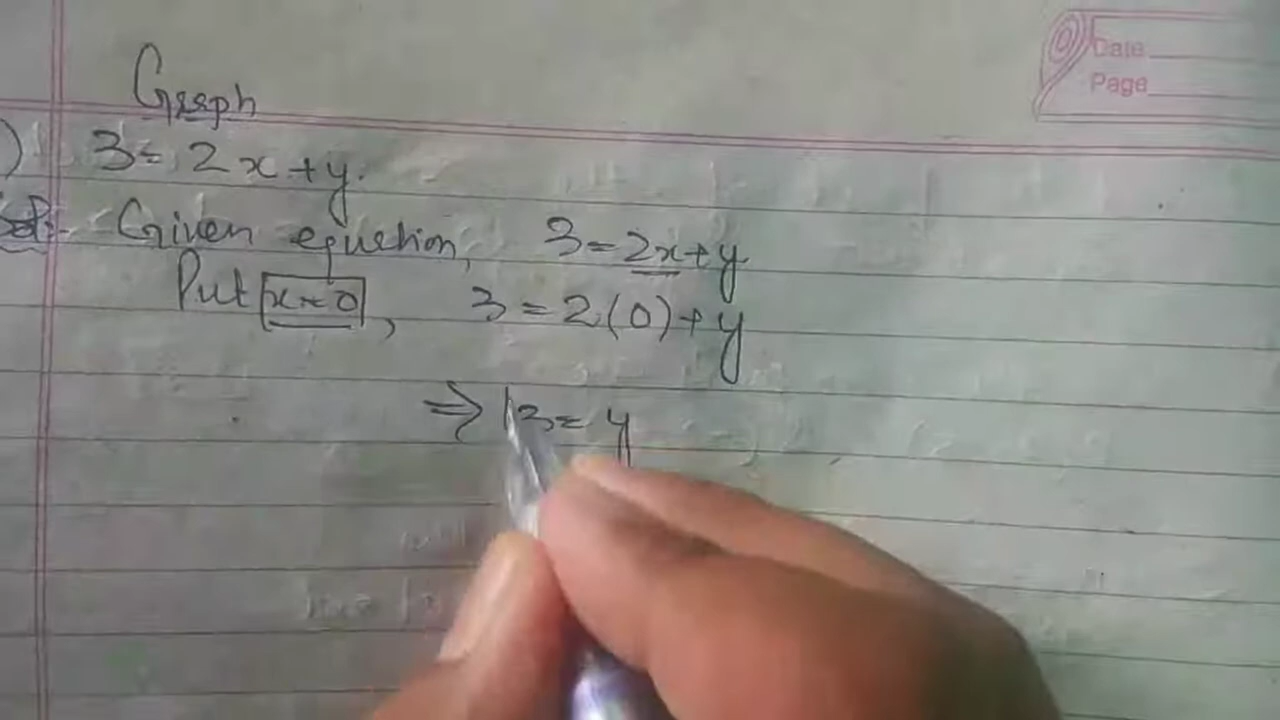 Date
Page
Graph
) 3 = 2x + y.
Sol:- Given equation, 3 = 2x + y.
Put x = 0, 3 = 2(0) + y
⇒ 3 = y